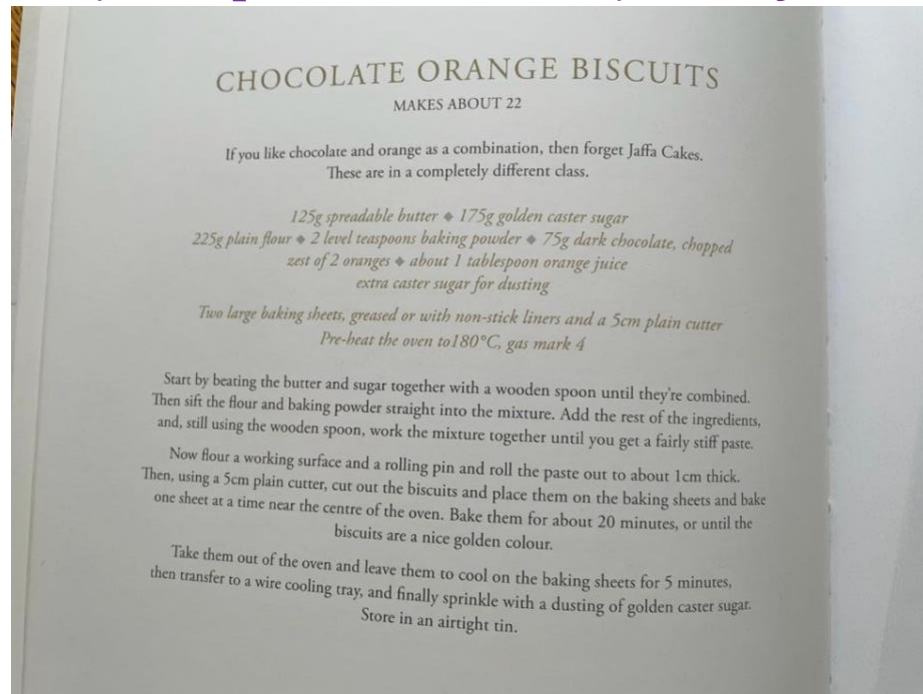 CHOCOLATE ORANGE BISCUITS
MAKES ABOUT 22
If you like chocolate and orange as a combination, then forget Jaffa Cakes.
These are in a completely different class.
125g spreadable butter ◆ 175g golden caster sugar
225g plain flour ◆ 2 level teaspoons baking powder ◆ 75g dark chocolate, chopped
zest of 2 oranges ◆ about 1 tablespoon orange juice
extra caster sugar for dusting
Two large baking sheets, greased or with non-stick liners and a 5cm plain cutter
Pre-heat the oven to180°C, gas mark 4
Start by beating the butter and sugar together with a wooden spoon until they're combined.
Then sift the flour and baking powder straight into the mixture. Add the rest of the ingredients,
and, still using the wooden spoon, work the mixture together until you get a fairly stiff paste.
Now flour a working surface and a rolling pin and roll the paste out to about 1cm thick.
Then, using a 5cm plain cutter, cut out the biscuits and place them on the baking sheets and bake
one sheet at a time near the centre of the oven. Bake them for about 20 minutes, or until the
biscuits are a nice golden colour.
Take them out of the oven and leave them to cool on the baking sheets for 5 minutes,
then transfer to a wire cooling tray, and finally sprinkle with a dusting of golden caster sugar.
Store in an airtight tin.